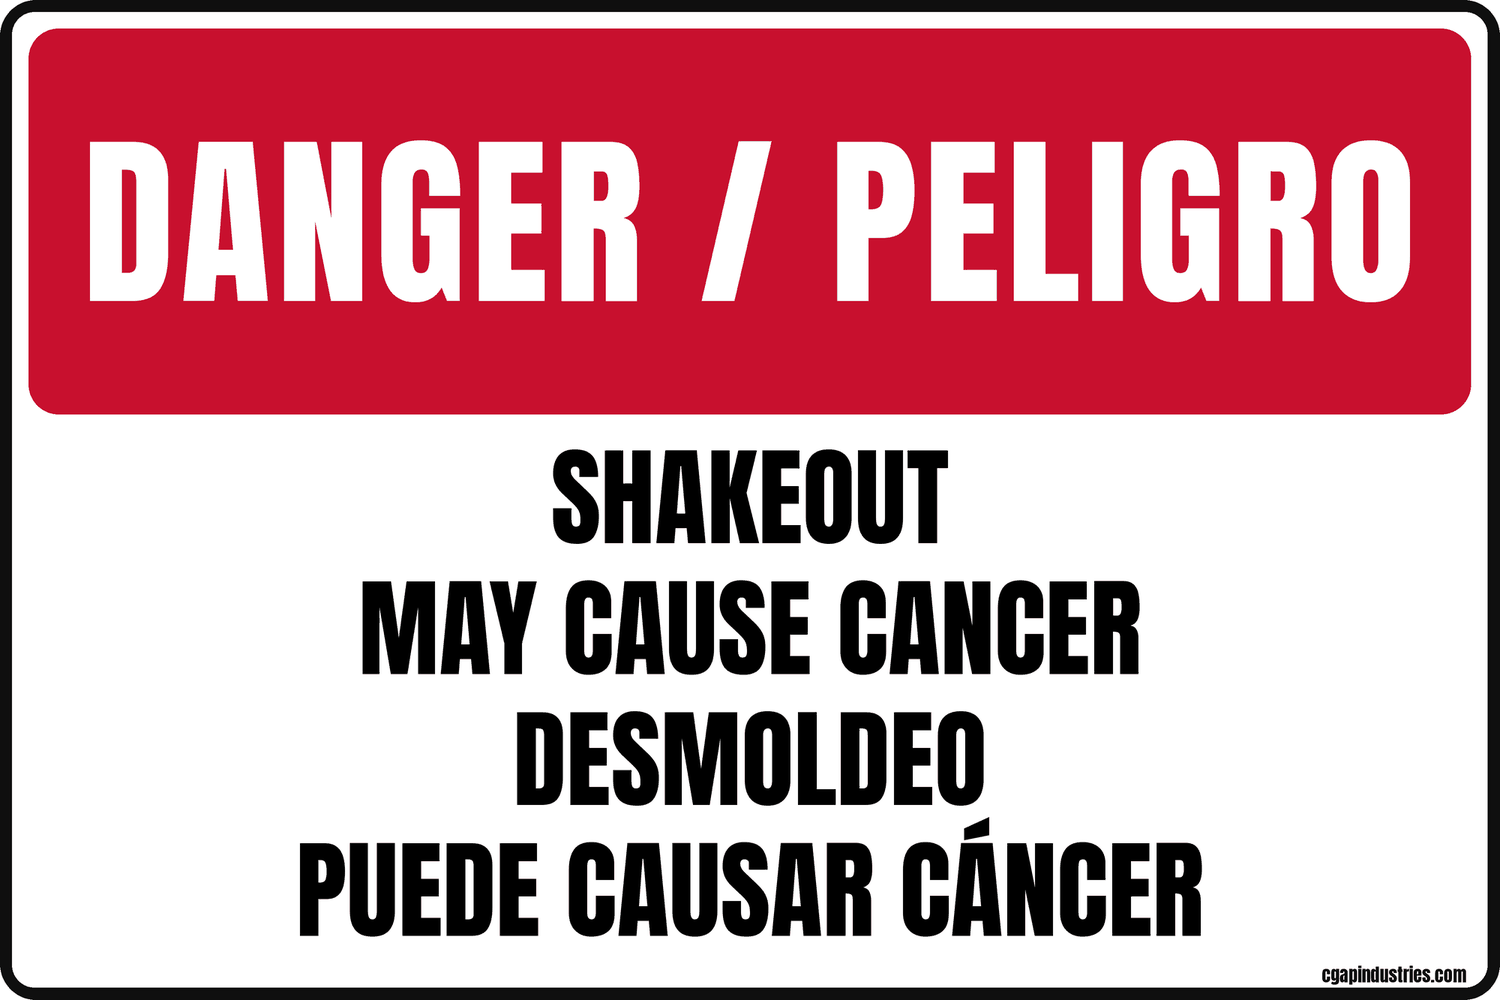 DANGER / PELIGRO
SHAKEOUT
MAY CAUSE CANCER
DESMOLDEO
PUEDE CAUSAR CÁNCER
cgapindustries.com